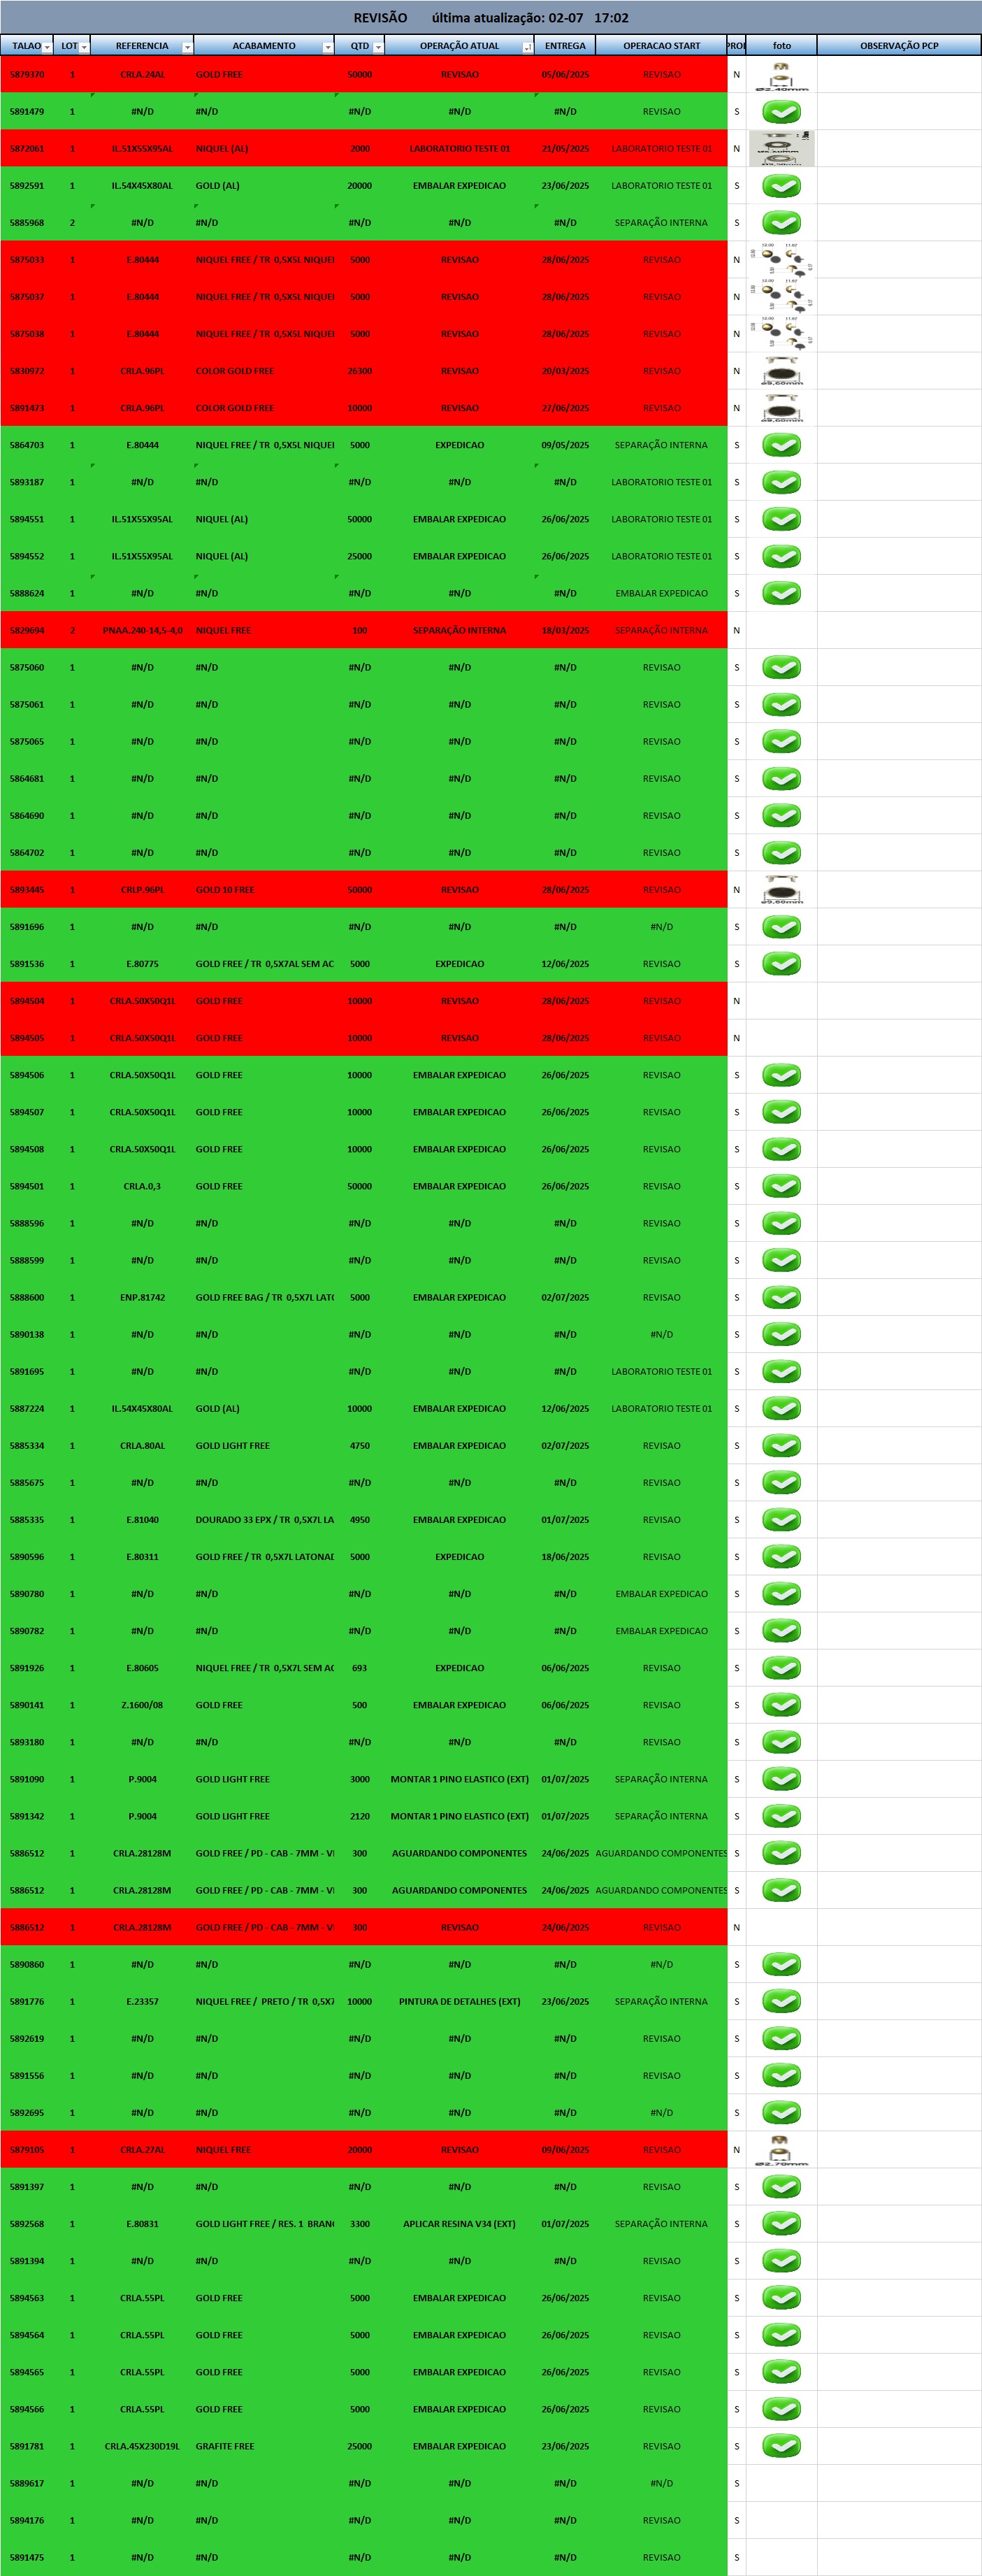 REVISÃO última atualização: 02-07 17:02
TALAO LOT REFERENCIA ACABAMENTO QTD OPERAÇÃO ATUAL ENTREGA OPERACAO START foto OBSERVAÇÃO PCP
5879370 1 CRLA.24AL GOLD FREE 50000 REVISAO 05/06/2025 REVISAO N
5891479 1 #N/D #N/D #N/D #N/D #N/D REVISAO S
5872061 1 IL.51X55X95AL NIQUEL (AL) 2000 LABORATORIO TESTE 01 21/05/2025 LABORATORIO TESTE 01 N
5892591 1 IL.54X45X80AL GOLD (AL) 20000 EMBALAR EXPEDICAO 23/06/2025 LABORATORIO TESTE 01 S
5885968 2 #N/D #N/D #N/D #N/D #N/D SEPARAÇÃO INTERNA S
5875033 1 E.80444 NIQUEL FREE / TR 0,5X5L NIQUEI 5000 REVISAO 28/06/2025 REVISAO N
5875037 1 E.80444 NIQUEL FREE / TR 0,5X5L NIQUEI 5000 REVISAO 28/06/2025 REVISAO N
5875038 1 E.80444 NIQUEL FREE / TR 0,5X5L NIQUEI 5000 REVISAO 28/06/2025 REVISAO N
5830972 1 CRLA.96PL COLOR GOLD FREE 26300 REVISAO 20/03/2025 REVISAO N
5891473 1 CRLA.96PL COLOR GOLD FREE 10000 REVISAO 27/06/2025 REVISAO N
5864703 1 E.80444 NIQUEL FREE / TR 0,5X5L NIQUEI 5000 EXPEDICAO 09/05/2025 SEPARAÇÃO INTERNA S
5893187 1 #N/D #N/D #N/D #N/D #N/D LABORATORIO TESTE 01 S
5894551 1 IL.51X55X95AL NIQUEL (AL) 50000 EMBALAR EXPEDICAO 26/06/2025 LABORATORIO TESTE 01 S
5894552 1 IL.51X55X95AL NIQUEL (AL) 25000 EMBALAR EXPEDICAO 26/06/2025 LABORATORIO TESTE 01 S
5888624 1 #N/D #N/D #N/D #N/D #N/D EMBALAR EXPEDICAO S
5829694 2 PNAA.240-14,5-4,0 NIQUEL FREE 100 SEPARAÇÃO INTERNA 18/03/2025 SEPARAÇÃO INTERNA N
5875060 1 #N/D #N/D #N/D #N/D #N/D REVISAO S
5875061 1 #N/D #N/D #N/D #N/D #N/D REVISAO S
5875065 1 #N/D #N/D #N/D #N/D #N/D REVISAO S
5864681 1 #N/D #N/D #N/D #N/D #N/D REVISAO S
5864690 1 #N/D #N/D #N/D #N/D #N/D REVISAO S
5864702 1 #N/D #N/D #N/D #N/D #N/D REVISAO S
5893445 1 CRLP.96PL GOLD 10 FREE 50000 REVISAO 28/06/2025 REVISAO N
5891696 1 #N/D #N/D #N/D #N/D #N/D #N/D S
5891536 1 E.80775 GOLD FREE / TR 0,5X7AL SEM AC 5000 EXPEDICAO 12/06/2025 REVISAO S
5894504 1 CRLA.50X50Q1L GOLD FREE 10000 REVISAO 28/06/2025 REVISAO N
5894505 1 CRLA.50X50Q1L GOLD FREE 10000 REVISAO 28/06/2025 REVISAO N
5894506 1 CRLA.50X50Q1L GOLD FREE 10000 EMBALAR EXPEDICAO 26/06/2025 REVISAO S
5894507 1 CRLA.50X50Q1L GOLD FREE 10000 EMBALAR EXPEDICAO 26/06/2025 REVISAO S
5894508 1 CRLA.50X50Q1L GOLD FREE 10000 EMBALAR EXPEDICAO 26/06/2025 REVISAO S
5894501 1 CRLA.0,3 GOLD FREE 50000 EMBALAR EXPEDICAO 26/06/2025 REVISAO S
5888596 1 #N/D #N/D #N/D #N/D #N/D REVISAO S
5888599 1 #N/D #N/D #N/D #N/D #N/D REVISAO S
5888600 1 ENP.81742 GOLD FREE BAG / TR 0,5X7L LAT 5000 EMBALAR EXPEDICAO 02/07/2025 REVISAO S
5890138 1 #N/D #N/D #N/D #N/D #N/D #N/D S
5891695 1 #N/D #N/D #N/D #N/D #N/D LABORATORIO TESTE 01 S
5887224 1 IL.54X45X80AL GOLD (AL) 10000 EMBALAR EXPEDICAO 12/06/2025 LABORATORIO TESTE 01 S
5885334 1 CRLA.80AL GOLD LIGHT FREE 4750 EMBALAR EXPEDICAO 02/07/2025 REVISAO S
5885675 1 #N/D #N/D #N/D #N/D #N/D REVISAO S
5885335 1 E.81040 DOURADO 33 EPX / TR 0,5X7L LA 4950 EMBALAR EXPEDICAO 01/07/2025 REVISAO S
5890596 1 E.80311 GOLD FREE / TR 0,5X7L LATONAD 5000 EXPEDICAO 18/06/2025 REVISAO S
5890780 1 #N/D #N/D #N/D #N/D #N/D EMBALAR EXPEDICAO S
5890782 1 #N/D #N/D #N/D #N/D #N/D EMBALAR EXPEDICAO S
5891926 1 E.80605 NIQUEL FREE / TR 0,5X7L SEM AC 693 EXPEDICAO 06/06/2025 REVISAO S
5890141 1 Z.1600/08 GOLD FREE 500 EMBALAR EXPEDICAO 06/06/2025 REVISAO S
5893180 1 #N/D #N/D #N/D #N/D #N/D REVISAO S
5891090 1 P.9004 GOLD LIGHT FREE 3000 MONTAR 1 PINO ELASTICO (EXT) 01/07/2025 SEPARAÇÃO INTERNA S
5891342 1 P.9004 GOLD LIGHT FREE 2120 MONTAR 1 PINO ELASTICO (EXT) 01/07/2025 SEPARAÇÃO INTERNA S
5886512 1 CRLA.28128M GOLD FREE / PD - CAB - 7MM - VI 300 AGUARDANDO COMPONENTES 24/06/2025 AGUARDANDO COMPONENTES S
5886512 1 CRLA.28128M GOLD FREE / PD - CAB - 7MM - VI 300 AGUARDANDO COMPONENTES 24/06/2025 AGUARDANDO COMPONENTES S
5886512 1 CRLA.28128M GOLD FREE / PD - CAB - 7MM - VI 300 REVISAO 24/06/2025 REVISAO N
5890860 1 #N/D #N/D #N/D #N/D #N/D #N/D S
5891776 1 E.23357 NIQUEL FREE / PRETO / TR 0,5X7 10000 PINTURA DE DETALHES (EXT) 23/06/2025 SEPARAÇÃO INTERNA S
5892619 1 #N/D #N/D #N/D #N/D #N/D REVISAO S
5891556 1 #N/D #N/D #N/D #N/D #N/D REVISAO S
5892695 1 #N/D #N/D #N/D #N/D #N/D #N/D S
5879105 1 CRLA.27AL NIQUEL FREE 20000 REVISAO 09/06/2025 REVISAO N
5891397 1 #N/D #N/D #N/D #N/D #N/D REVISAO S
5892568 1 E.80831 GOLD LIGHT FREE / RES. 1 BRAN 3300 APLICAR RESINA V34 (EXT) 01/07/2025 SEPARAÇÃO INTERNA S
5891394 1 #N/D #N/D #N/D #N/D #N/D REVISAO S
5894563 1 CRLA.55PL GOLD FREE 5000 EMBALAR EXPEDICAO 26/06/2025 REVISAO S
5894564 1 CRLA.55PL GOLD FREE 5000 EMBALAR EXPEDICAO 26/06/2025 REVISAO S
5894565 1 CRLA.55PL GOLD FREE 5000 EMBALAR EXPEDICAO 26/06/2025 REVISAO S
5894566 1 CRLA.55PL GOLD FREE 5000 EMBALAR EXPEDICAO 26/06/2025 REVISAO S
5891781 1 CRLA.45X230D19L GRAFITE FREE 25000 EMBALAR EXPEDICAO 23/06/2025 REVISAO S
5889617 1 #N/D #N/D #N/D #N/D #N/D #N/D S
5894176 1 #N/D #N/D #N/D #N/D #N/D REVISAO S
5891475 1 #N/D #N/D #N/D #N/D #N/D REVISAO S